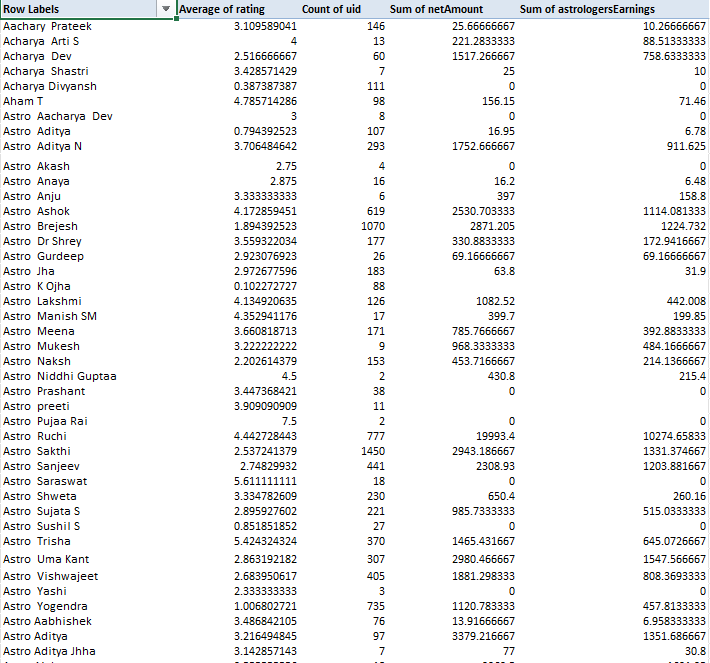 Row Labels Average of rating Count of uid Sum of netAmount Sum of astrologersEarnings
Aachary Prateek 3.109589041 146 25.66666667 10.26666667
Acharya Arti S 4 13 221.2833333 88.51333333
Acharya Dev 2.516666667 60 1517.266667 758.6333333
Acharya Shastri 3.428571429 7 25 10
Acharya Divyansh 0.387387387 111 0 0
Aham T 4.785714286 98 156.15 71.46
Astro Aacharya Dev 3 8 0 0
Astro Aditya 0.794392523 107 16.95 6.78
Astro Aditya N 3.706484642 293 1752.666667 911.625
Astro Akash 2.75 4 0 0
Astro Anaya 2.875 16 16.2 6.48
Astro Anju 3.333333333 6 397 158.8
Astro Ashok 4.172859451 619 2530.703333 1114.081333
Astro Brejesh 1.894392523 1070 2871.205 1224.732
Astro Dr Shrey 3.559322034 177 330.8833333 172.9416667
Astro Gurdeep 2.923076923 26 69.16666667 69.16666667
Astro Jha 2.972677596 183 63.8 31.9
Astro K Ojha 0.102272727 88
Astro Lakshmi 4.134920635 126 1082.52 442.008
Astro Manish SM 4.352941176 17 399.7 199.85
Astro Meena 3.660818713 171 785.7666667 392.8833333
Astro Mukesh 3.222222222 9 968.3333333 484.1666667
Astro Naksh 2.202614379 153 453.7166667 214.1366667
Astro Niddhi Guptaa 4.5 2 430.8 215.4
Astro Prashant 3.447368421 38 0 0
Astro preeti 3.909090909 11
Astro Pujaa Rai 7.5 2 0 0
Astro Ruchi 4.442728443 777 19993.4 10274.65833
Astro Sakthi 2.537241379 1450 2943.186667 1331.374667
Astro Sanjeev 2.74829932 441 2308.93 1203.881667
Astro Saraswat 5.611111111 18 0 0
Astro Shweta 3.334782609 230 650.4 260.16
Astro Sujata S 2.895927602 221 985.7333333 515.0333333
Astro Sushil S 0.851851852 27 0 0
Astro Trisha 5.424324324 370 1465.431667 645.0726667
Astro Uma Kant 2.863192182 307 2980.466667 1547.566667
Astro Vishwajeet 2.683950617 405 1881.298333 808.3693333
Astro Yashi 2.333333333 3 0 0
Astro Yogendra 1.006802721 735 1120.783333 457.8133333
Astro Aabhishek 3.486842105 76 13.91666667 6.958333333
Astro Aditya 3.216494845 97 3379.216667 1351.686667
Astro Aditya Jhha 3.142857143 7 77 30.8